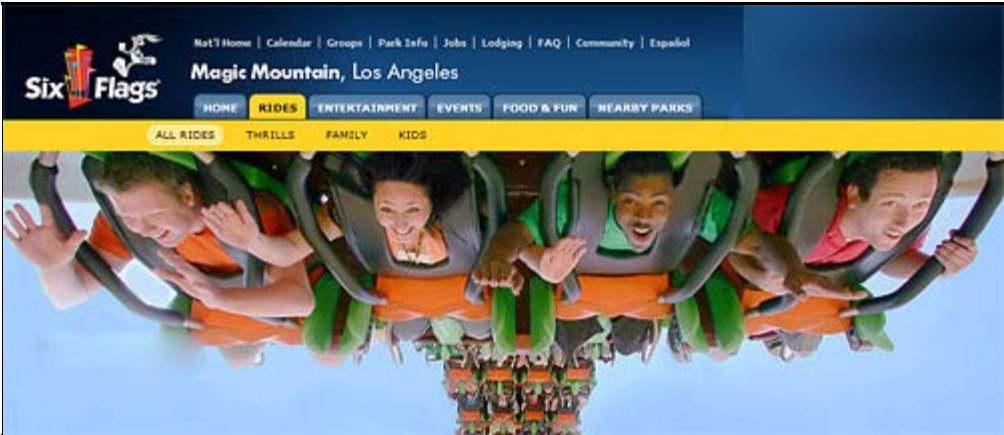 Nat'l Home | Calendar | Groups | Park Info | Jobs | Lodging | FAQ | Community | Español
Six Flags
Magic Mountain, Los Angeles
HOME RIDES ENTERTAINMENT EVENTS FOOD & FUN NEARBY PARKS
ALL RIDES THRILLS FAMILY KIDS